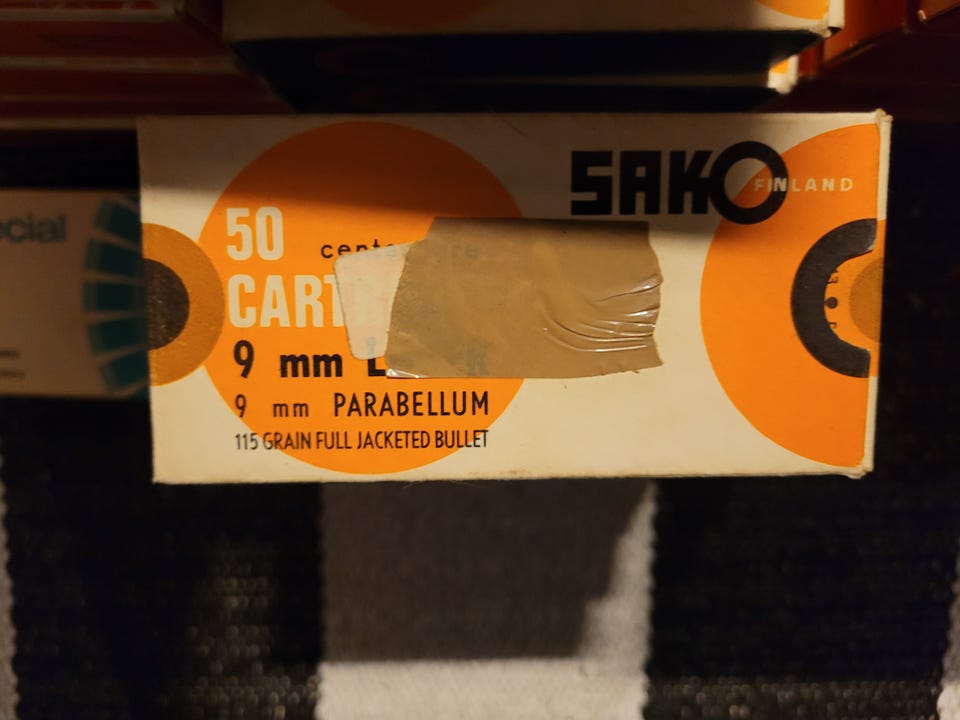 SAKO
FINLAND
50
CART
9 mm
9 mm PARABELLUM
115 GRAIN FULL JACKETED BULLET